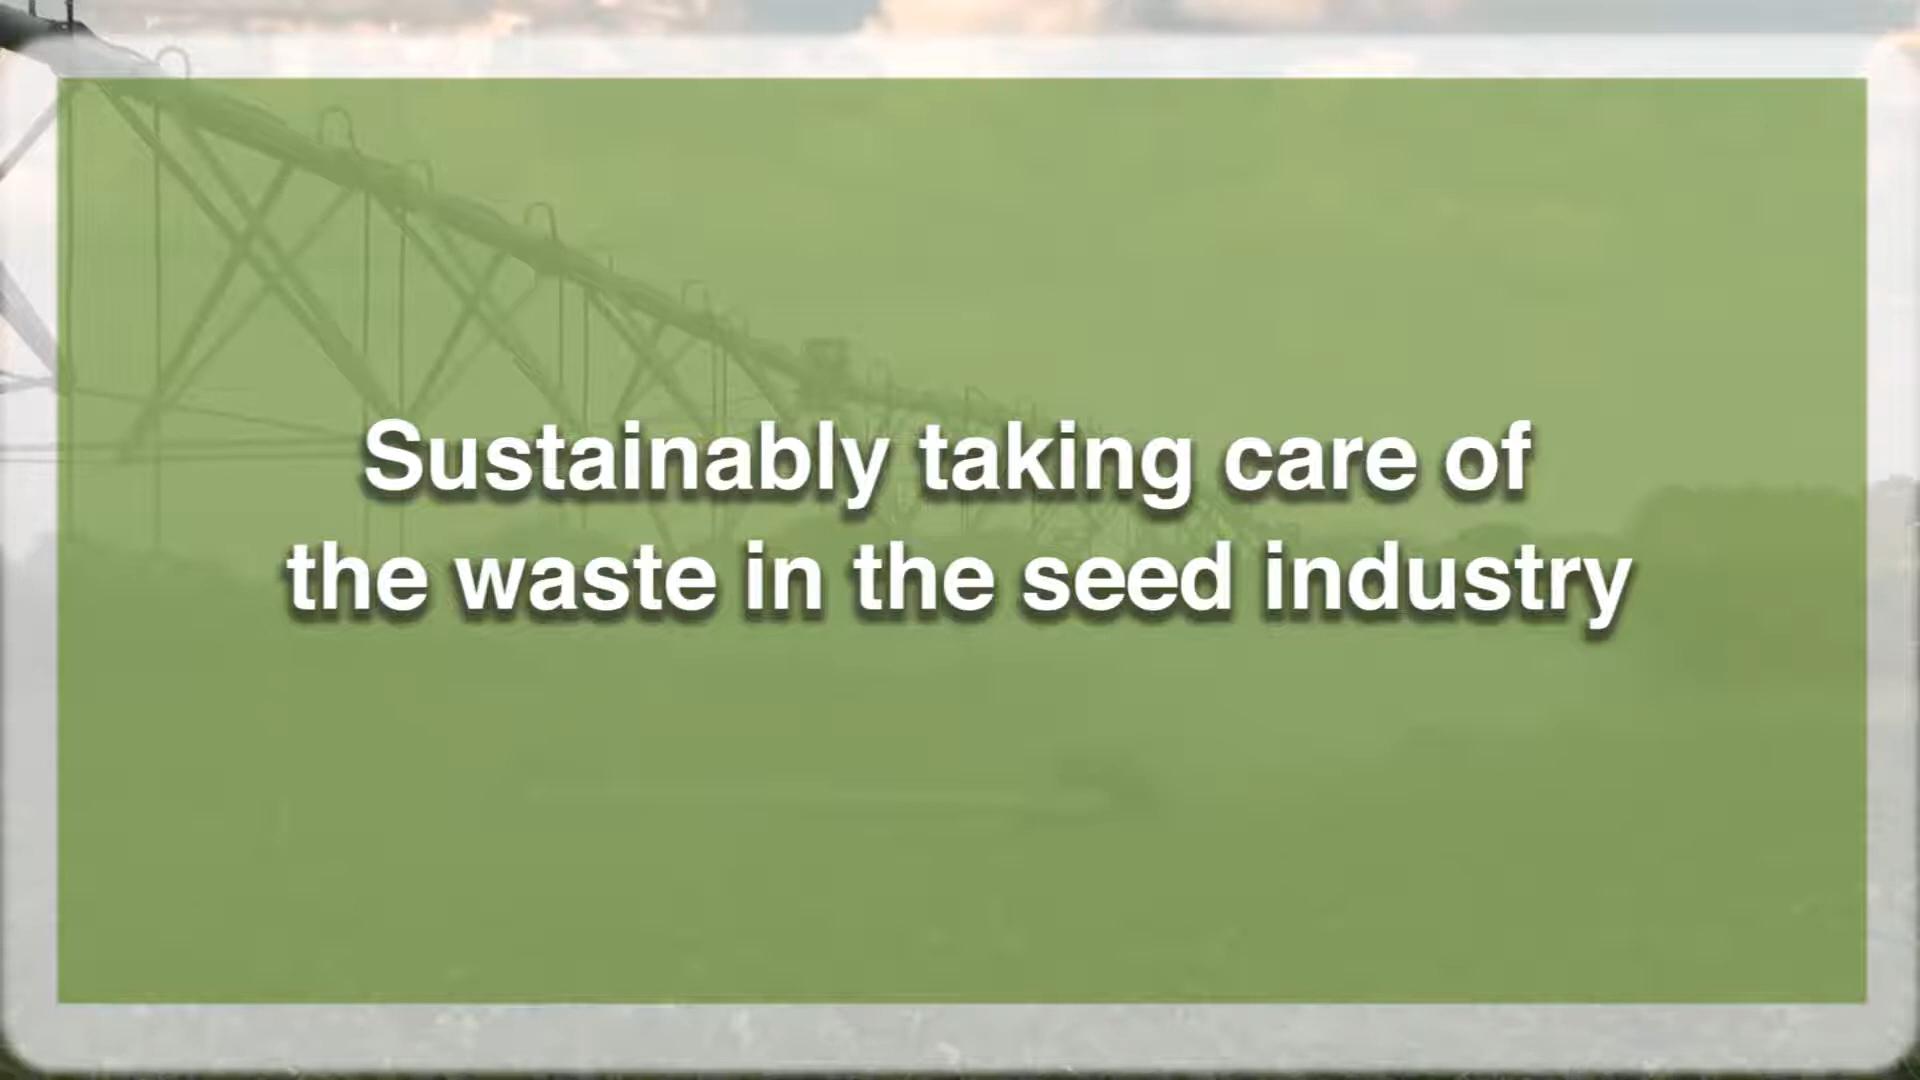 Sustainably taking care of
the waste in the seed industry